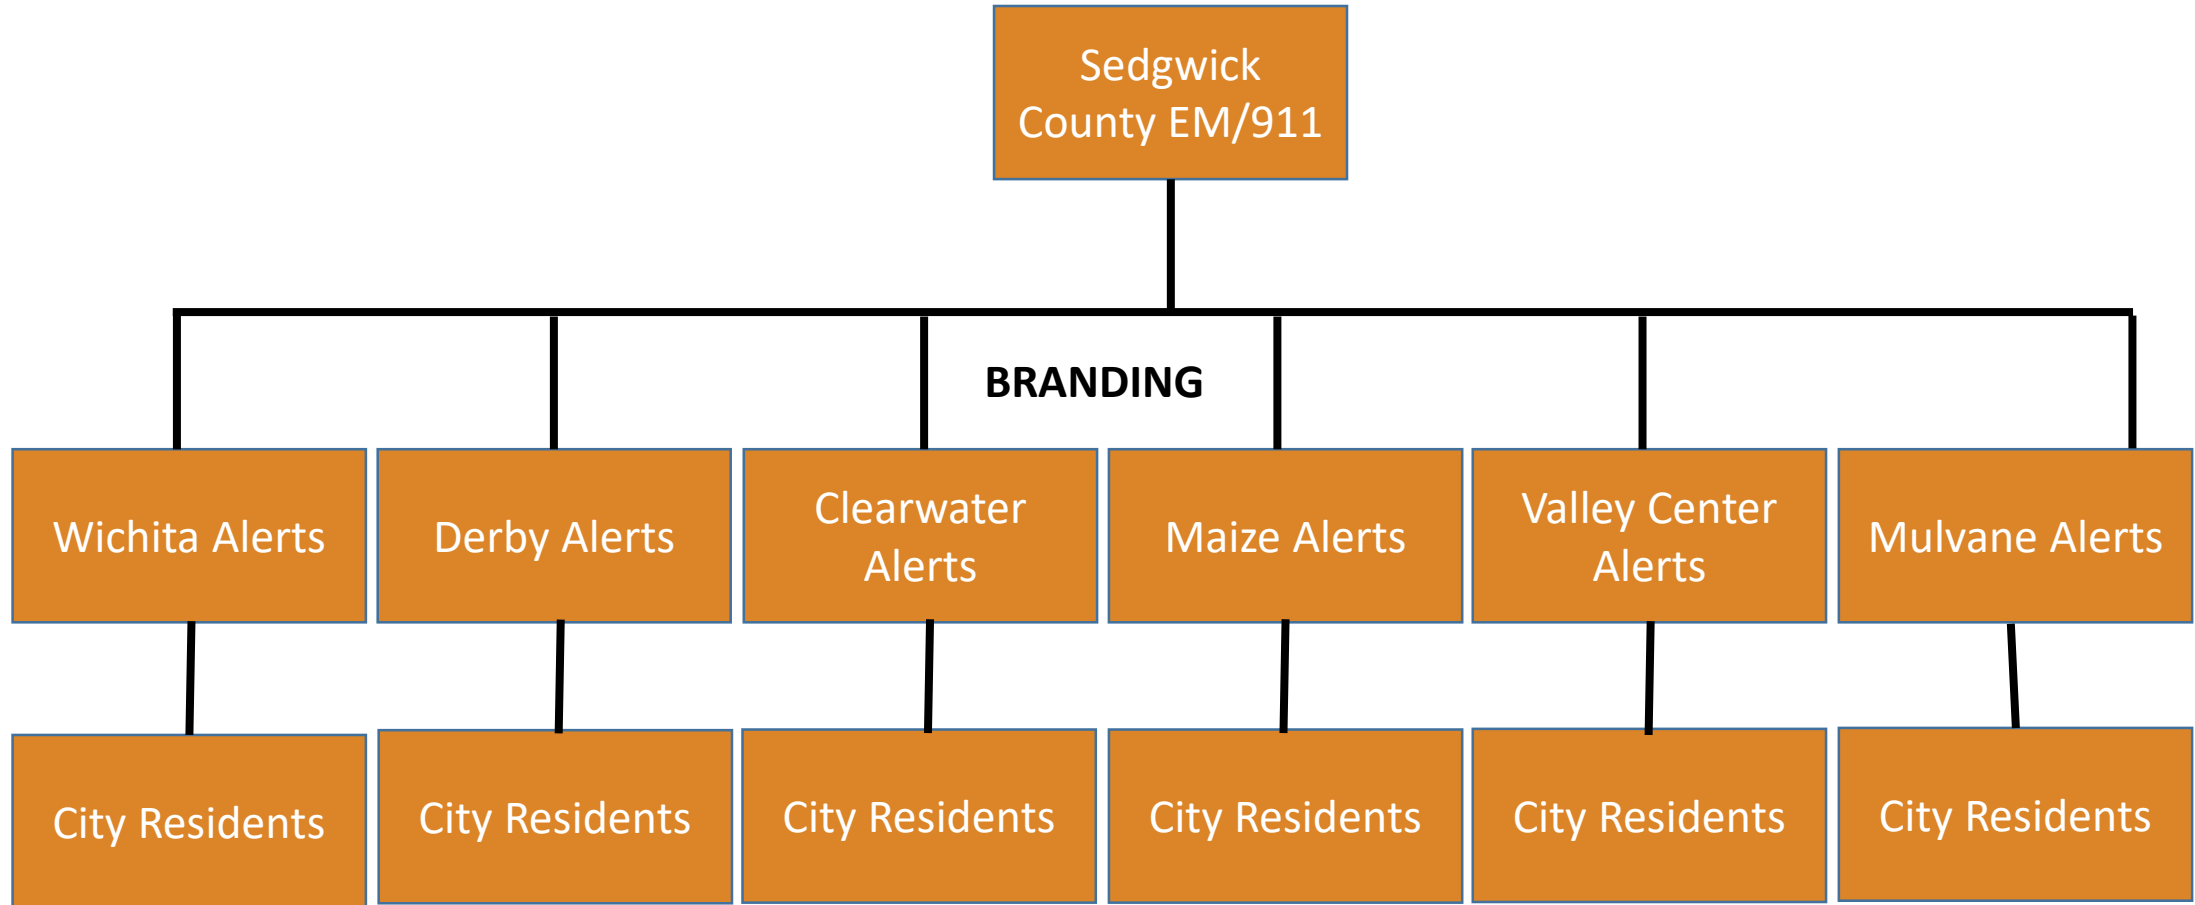 Sedgwick
County EM/911
BRANDING
Wichita Alerts
Derby Alerts
Clearwater
Alerts
Maize Alerts
Valley Center
Alerts
Mulvane Alerts
City Residents
City Residents
City Residents
City Residents
City Residents
City Residents